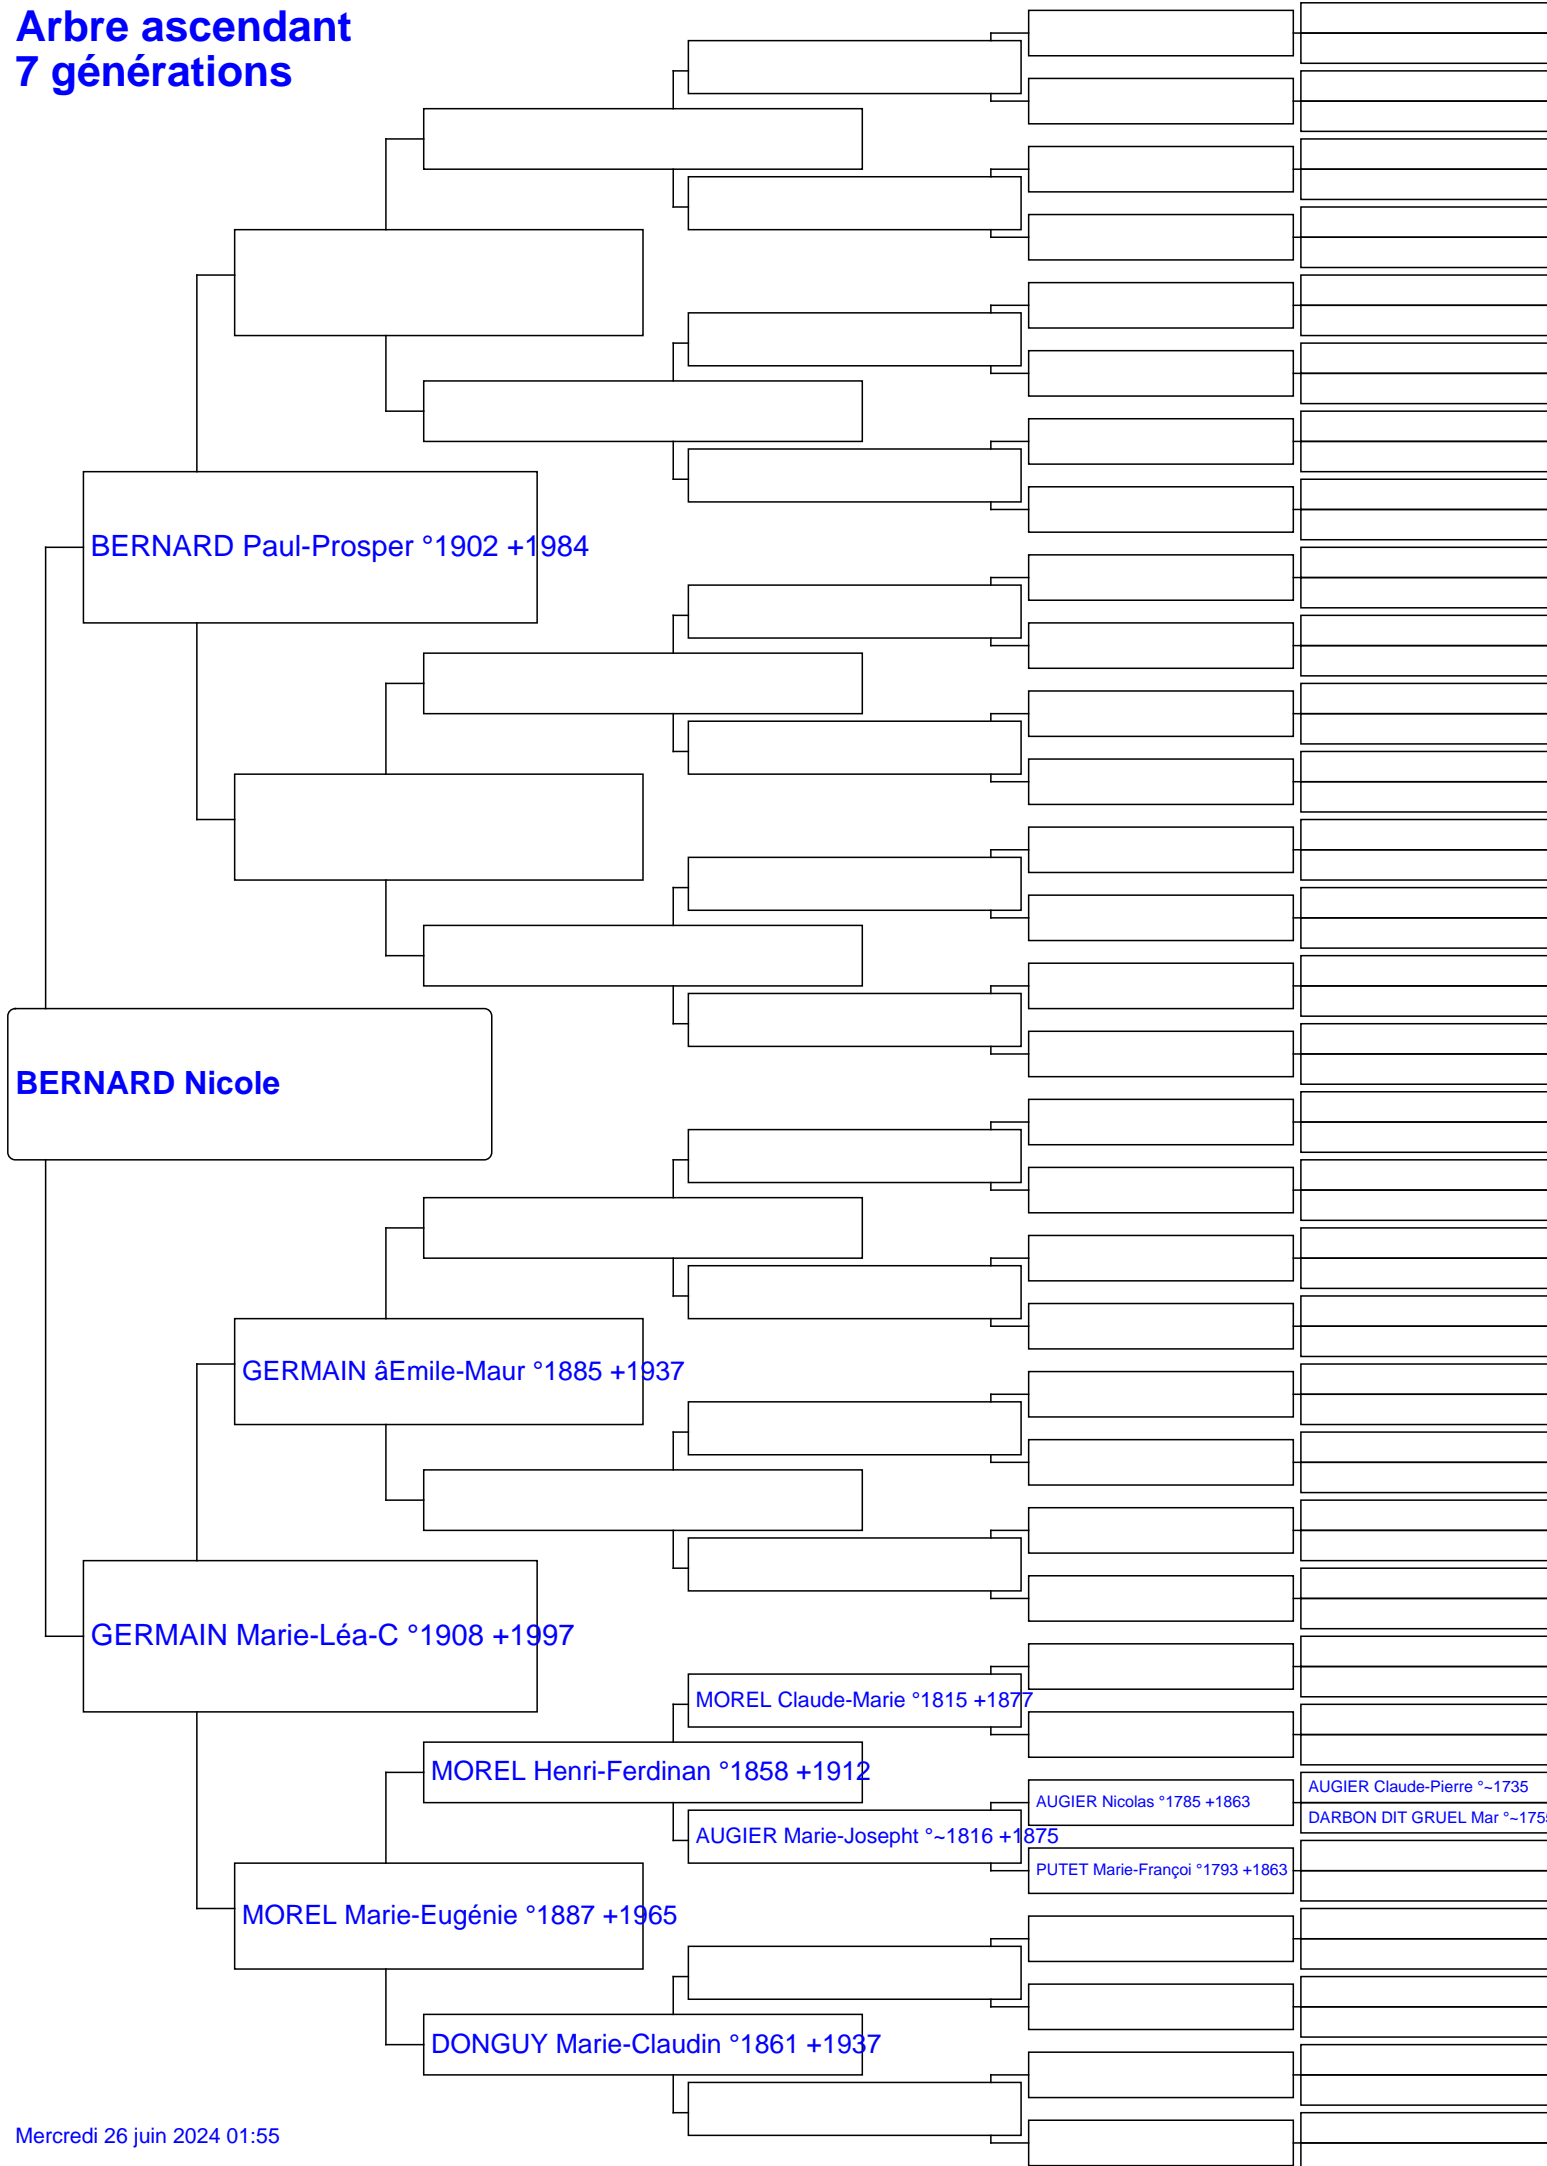 Arbre ascendant
7 générations
BERNARD Paul-Prosper °1902 +1984
BERNARD Nicole
GERMAIN âEmile-Maur °1885 +1937
GERMAIN Marie-Léa-C °1908 +1997
MOREL Claude-Marie °1815 +1877
MOREL Henri-Ferdinan °1858 +1912
AUGIER Claude-Pierre °~1735
AUGIER Nicolas °1785 +1863
DARBON DIT GRUEL Mar °~1755
AUGIER Marie-Josepht °~1816 +1875
PUTET Marie-Françoi °1793 +1863
MOREL Marie-Eugénie °1887 +1965
DONGUY Marie-Claudin °1861 +1937
Mercredi 26 juin 2024 01:55